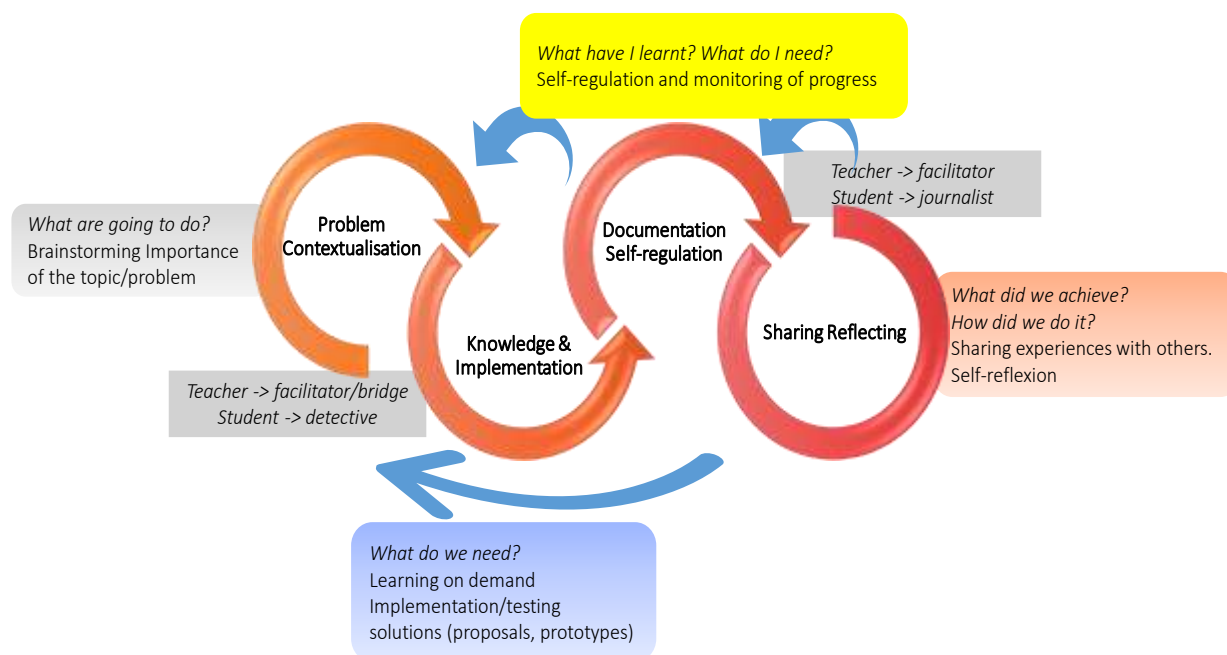 What have I learnt? What do I need?
Self-regulation and monitoring of progress
Teacher -> facilitator
Student -> journalist
What are going to do?
Brainstorming Importance
of the topic/problem
Problem
Contextualisation
Documentation
Self-regulation
What did we achieve?
How did we do it?
Sharing experiences with others.
Self-reflexion
Knowledge &
Implementation
Sharing Reflecting
Teacher -> facilitator/bridge
Student -> detective
What do we need?
Learning on demand
Implementation/testing
solutions (proposals, prototypes)